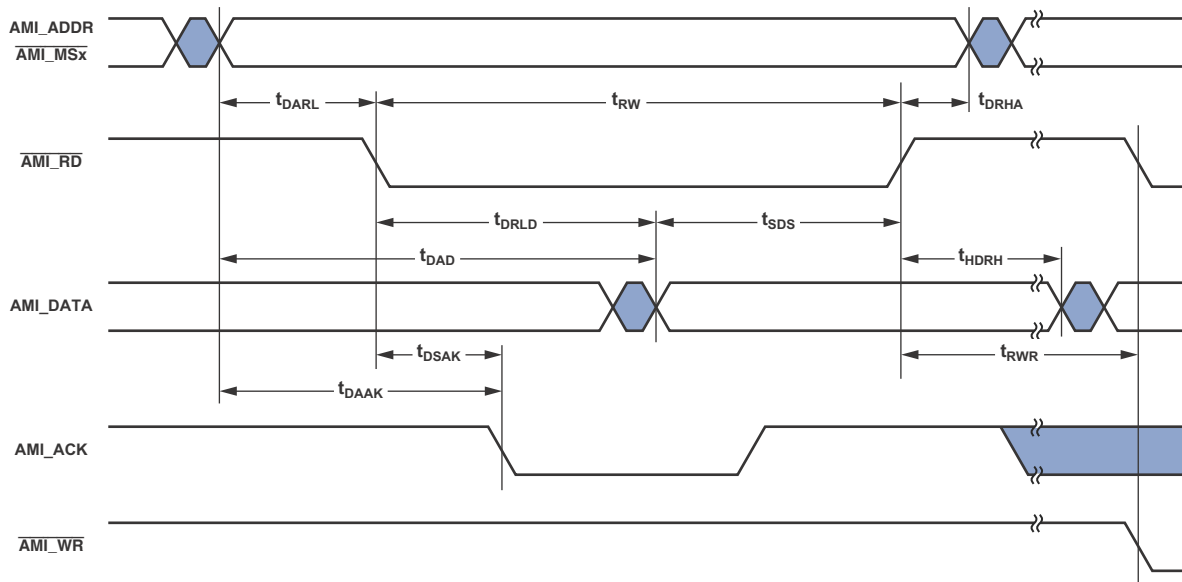 AMI_ADDR
AMI_MSx
tDARL
tRW
tDRHA
AMI_RD
tDRLD
tSDS
tDAD
tHDRH
AMI_DATA
tDSAK
tRWR
tDAAK
AMI_ACK
AMI_WR